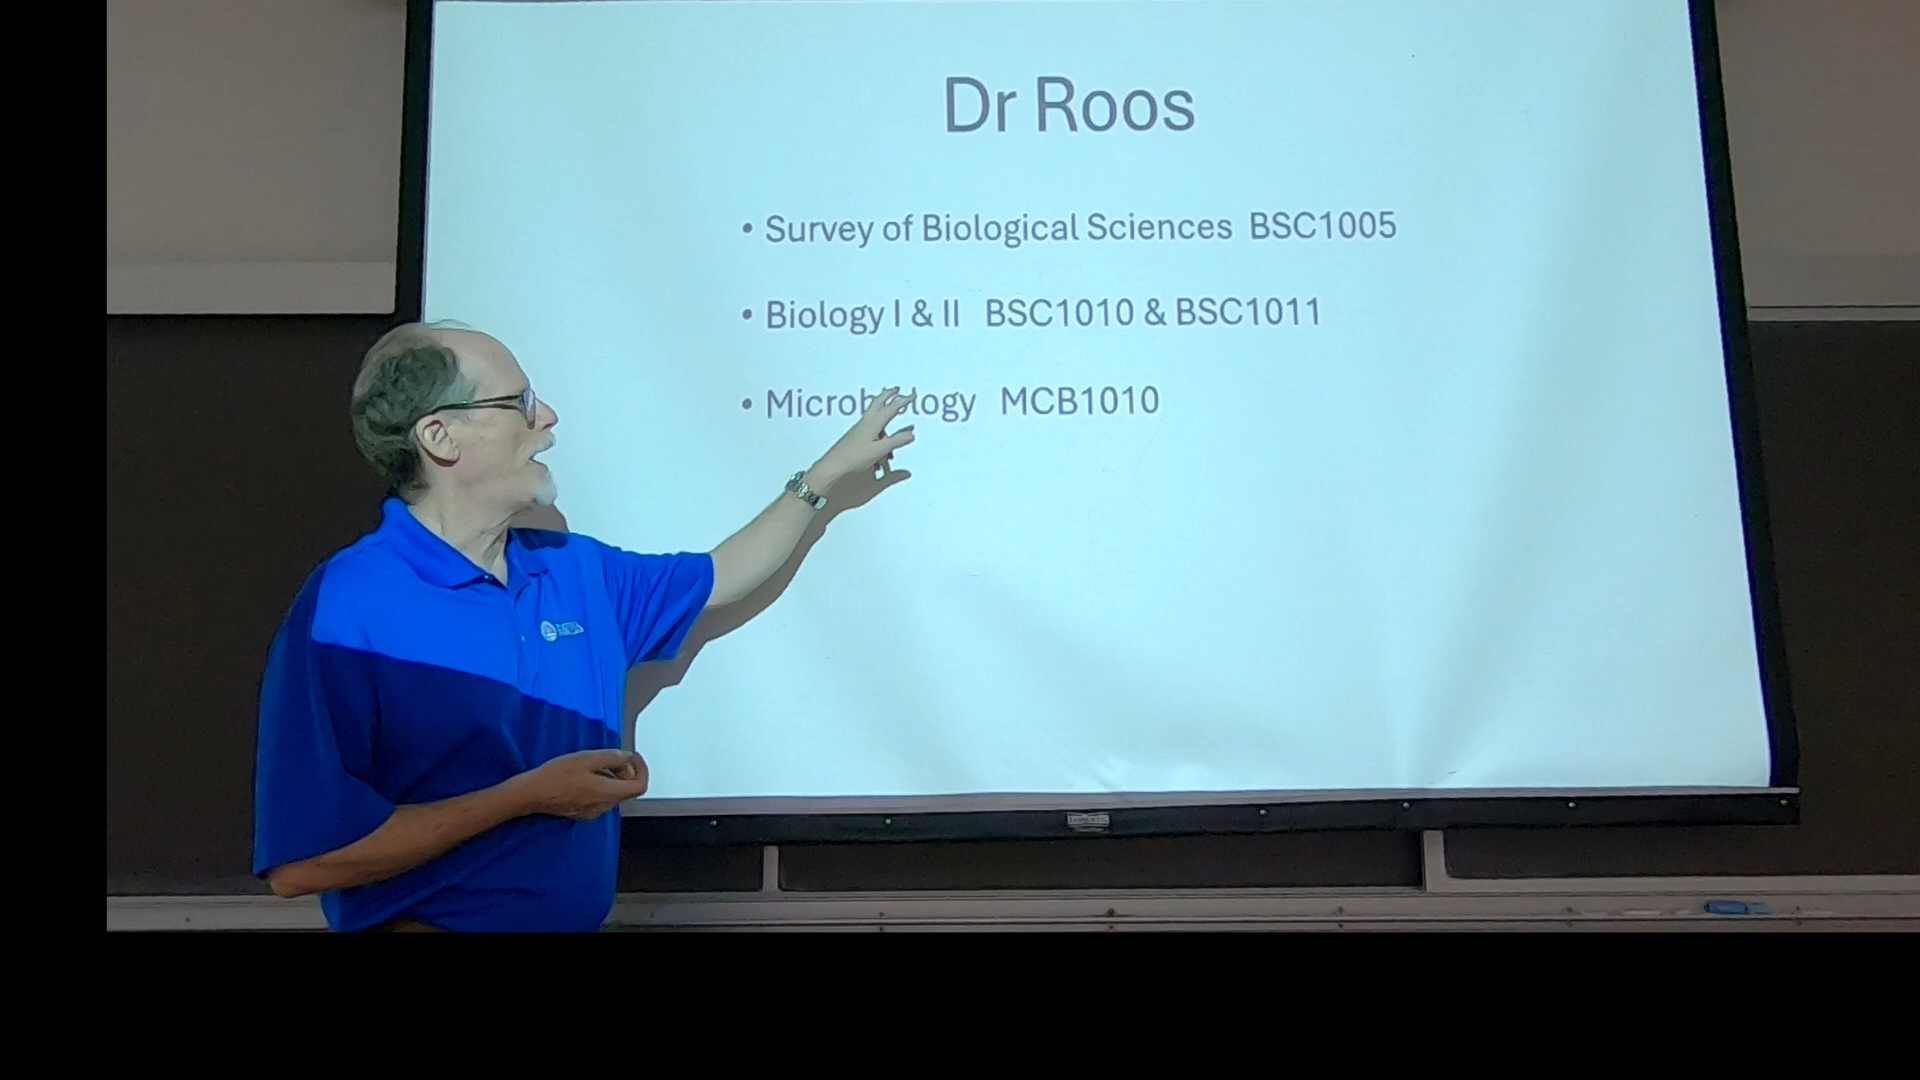 Dr Roos
• Survey of Biological Sciences BSC1005
• Biology I & II BSC1010 & BSC1011
• Microbiology MCB1010